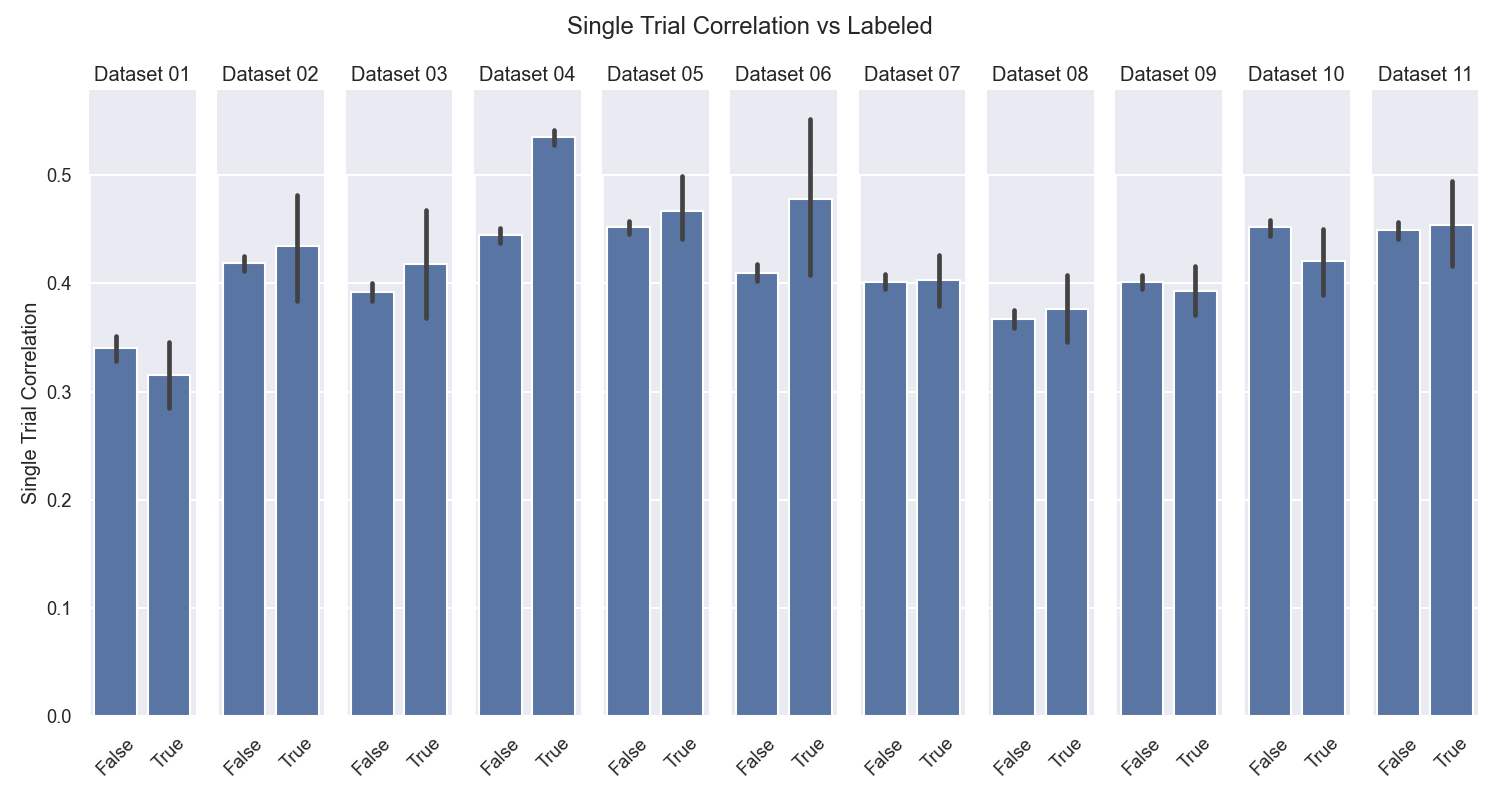 Single Trial Correlation vs Labeled
Dataset 01 Dataset 02 Dataset 03 Dataset 04 Dataset 05 Dataset 06 Dataset 07 Dataset 08 Dataset 09 Dataset 10 Dataset 11
Single Trial Correlation
0.5
0.4
0.3
0.2
0.1
0.0
False True False True False True False True False True False True False True False True False True False True False True